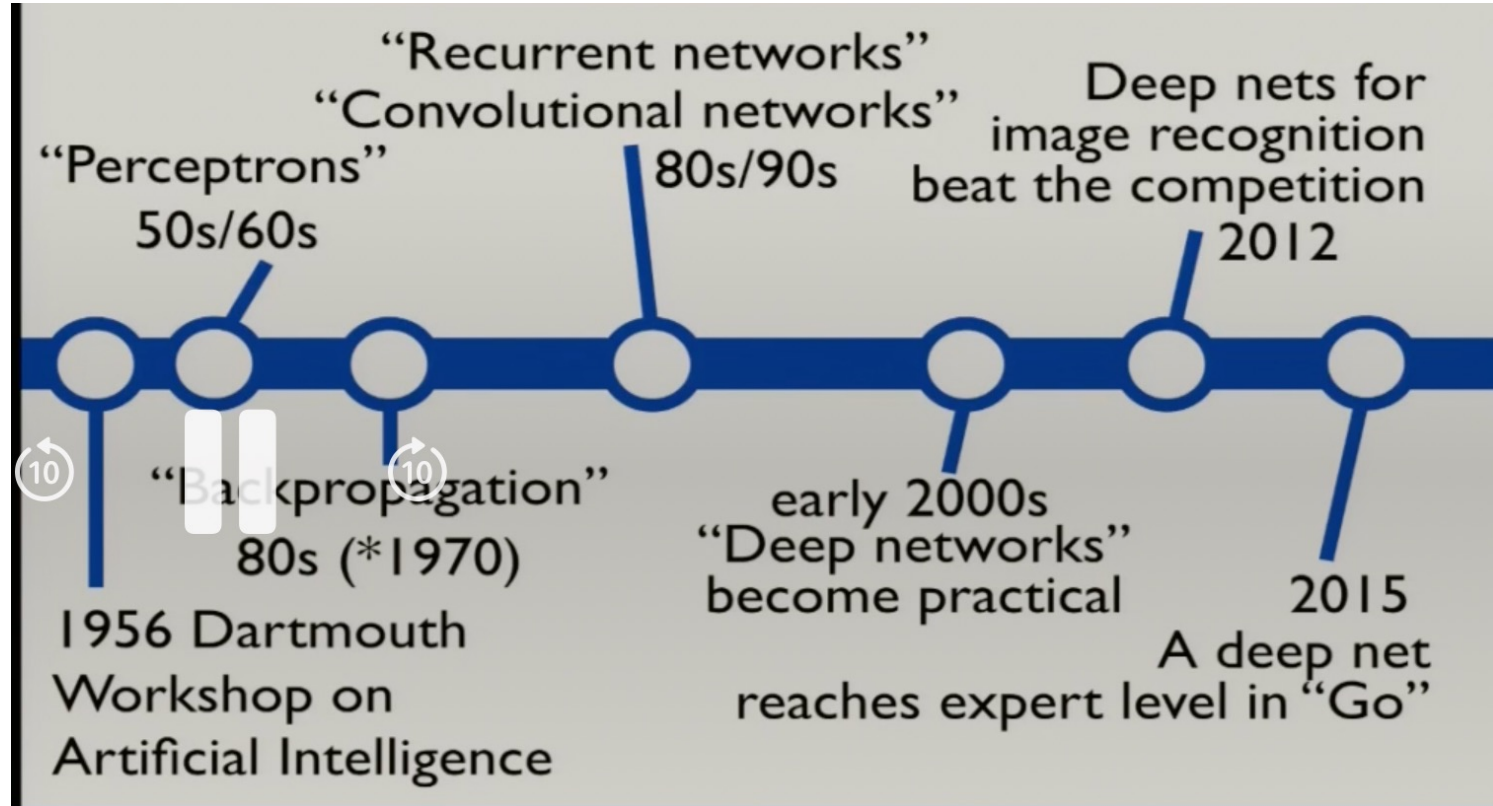 “Recurrent networks”
“Convolutional networks”
80s/90s
“Perceptrons”
50s/60s
Deep nets for
image recognition
beat the competition
2012
10
10
“Backpropagation”
80s (*1970)
1956 Dartmouth
Workshop on
Artificial Intelligence
early 2000s
“Deep networks”
become practical
2015
A deep net
reaches expert level in “Go”